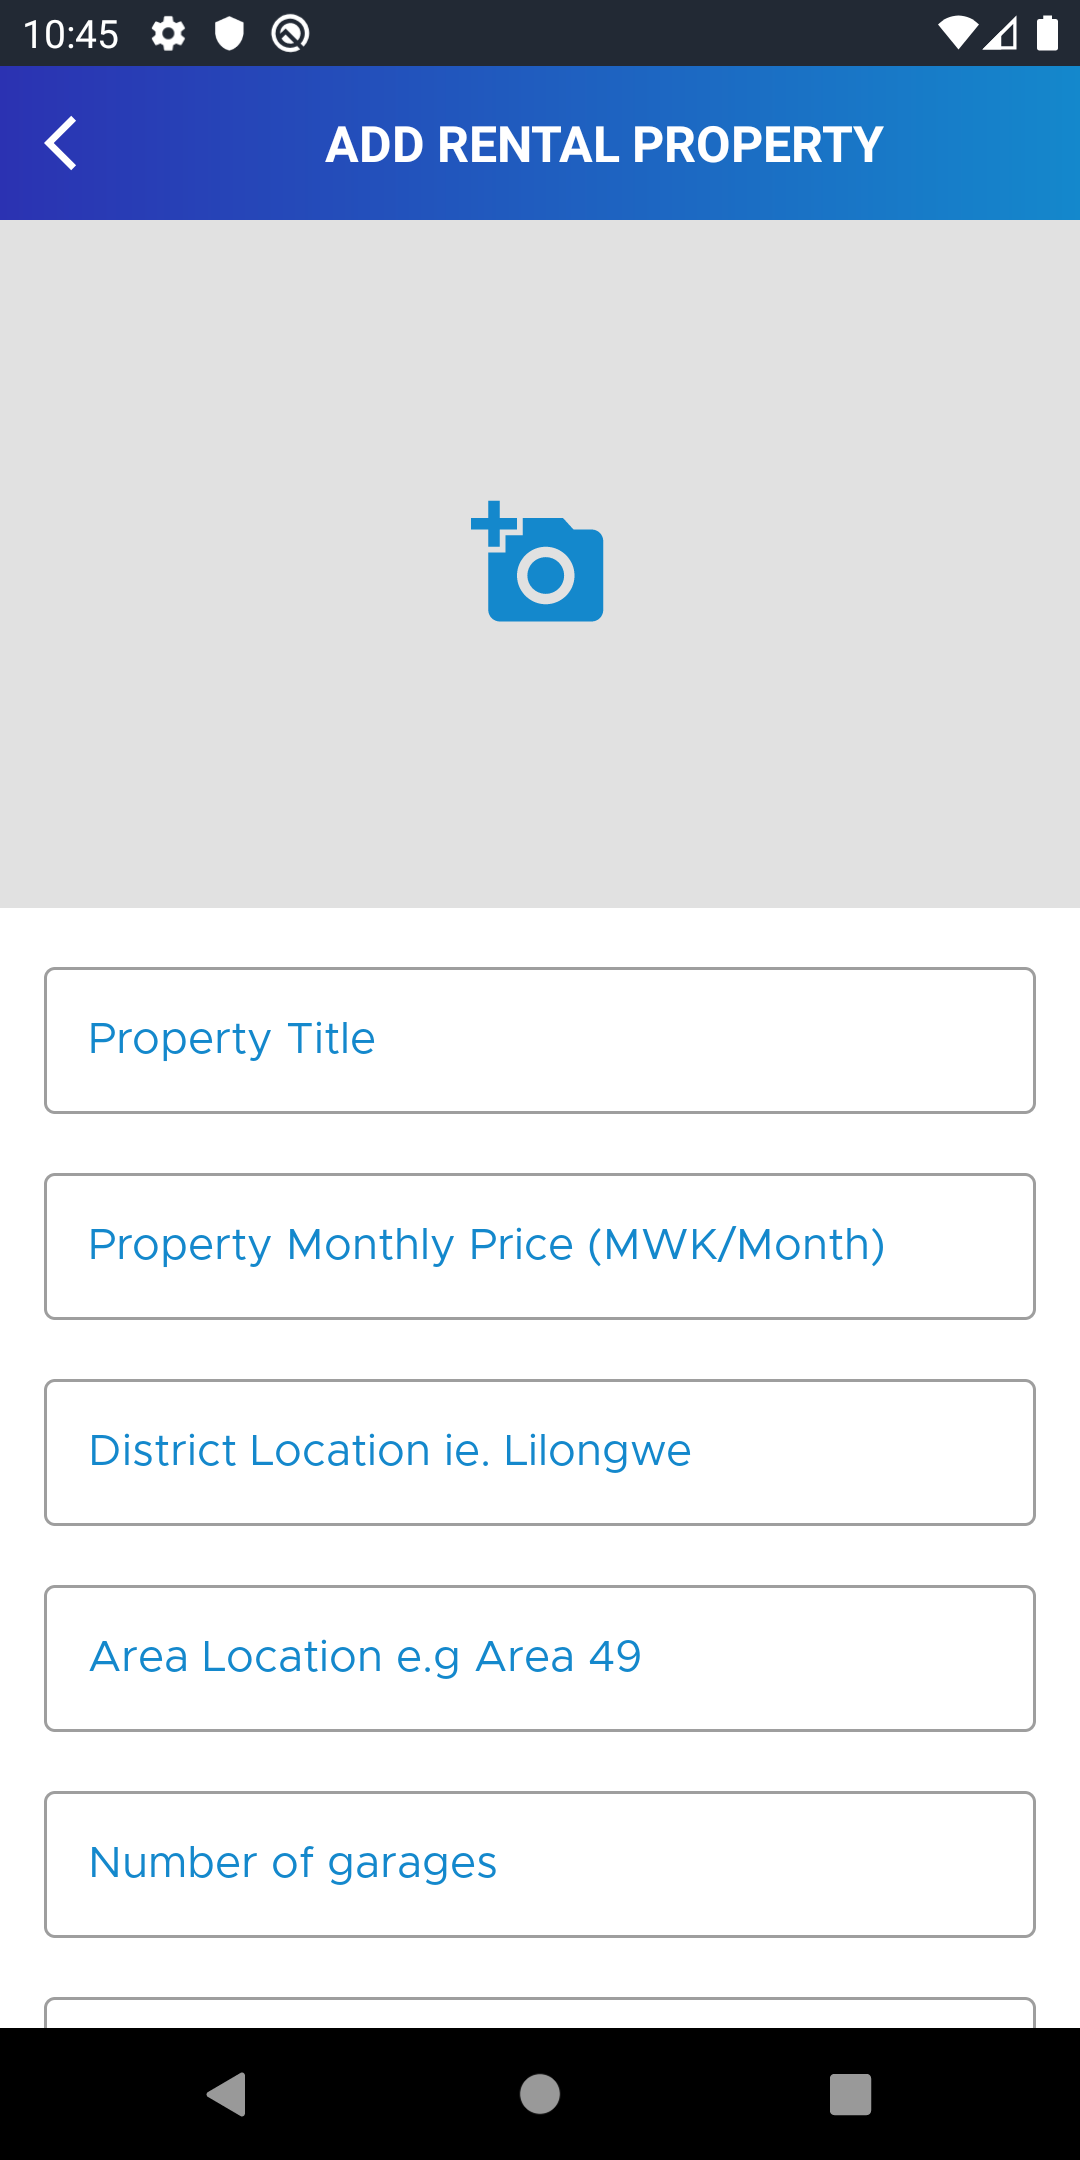 10:45
ADD RENTAL PROPERTY
Property Title
Property Monthly Price (MWK/Month)
District Location ie. Lilongwe
Area Location e.g Area 49
Number of garages